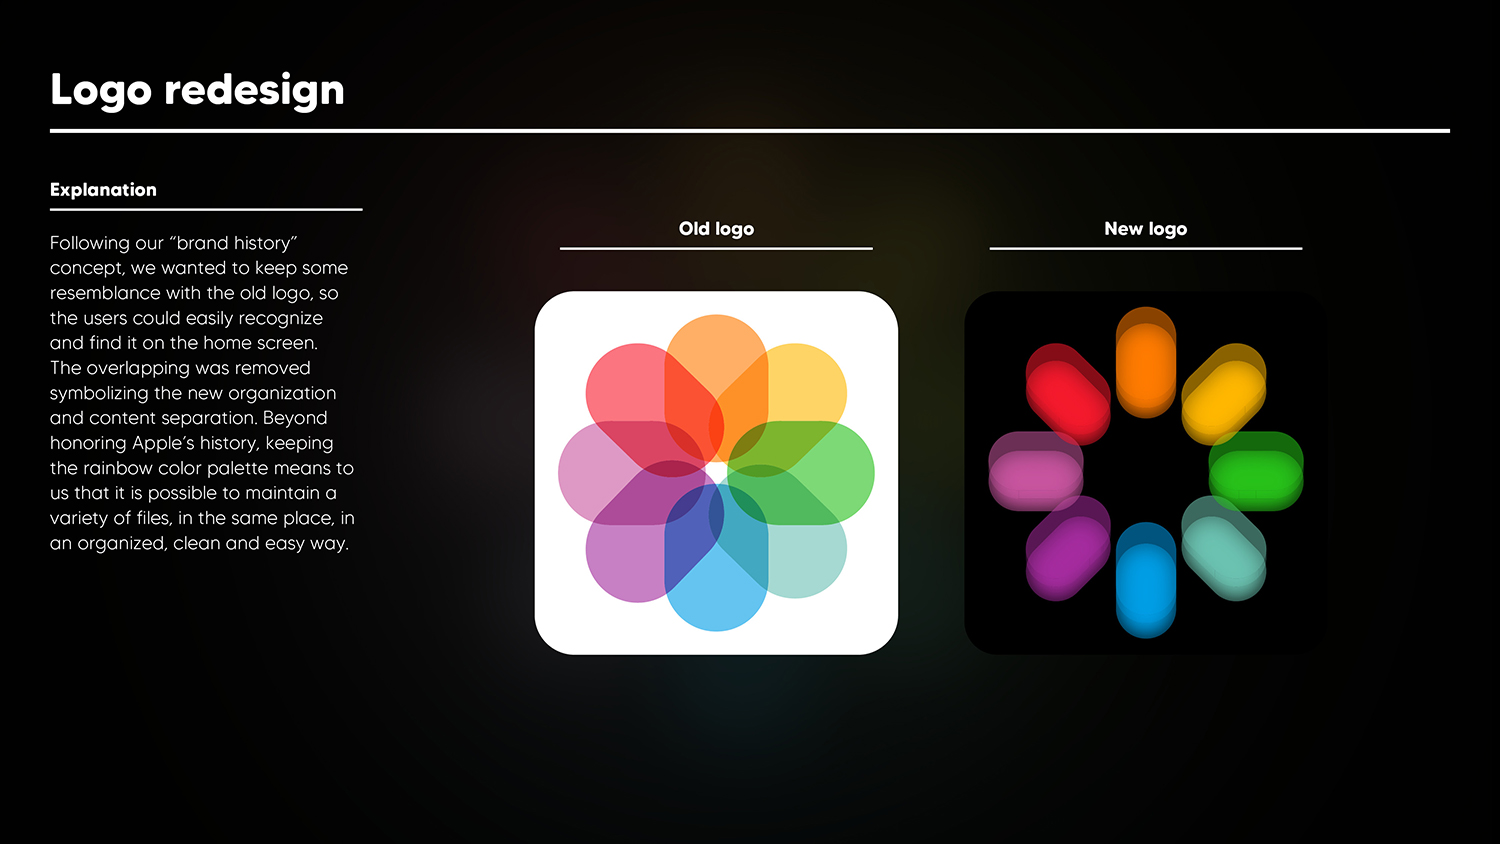 Logo redesign
Explanation
Following our “brand history”
concept, we wanted to keep some
resemblance with the old logo, so
the users could easily recognize
and find it on the home screen.
The overlapping was removed
symbolizing the new organization
and content separation. Beyond
honoring Apple’s history, keeping
the rainbow color palette means to
us that it is possible to maintain a
variety of files, in the same place, in
an organized, clean and easy way.
Old logo
New logo